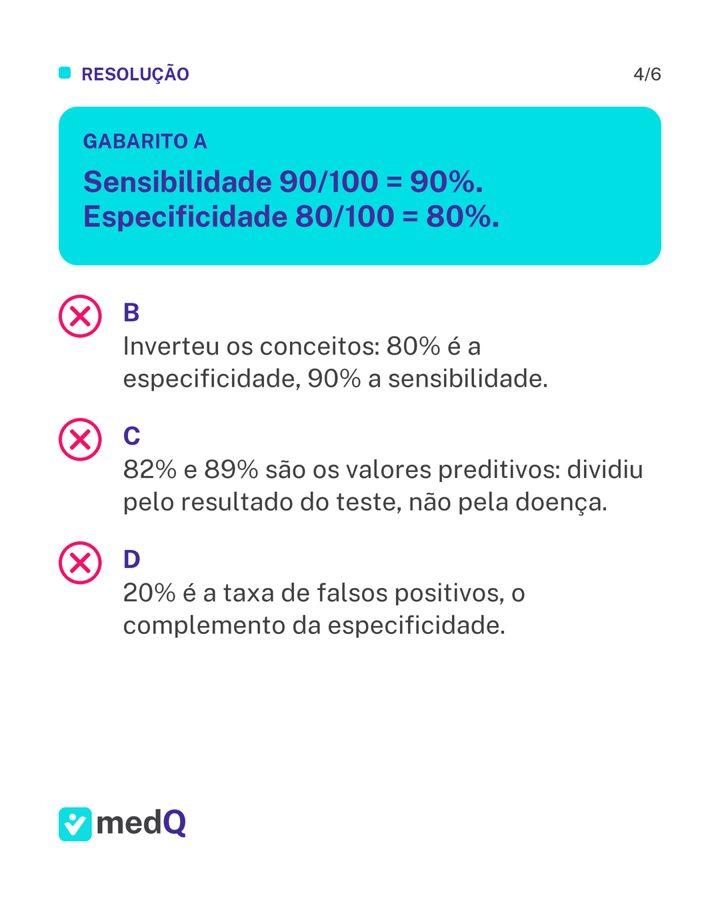 RESOLUÇÃO
4/6
GABARITO A
Sensibilidade 90/100 = 90%.
Especificidade 80/100 = 80%.
B
Inverteu os conceitos: 80% é a
especificidade, 90% a sensibilidade.
C
82% e 89% são os valores preditivos: dividiu
pelo resultado do teste, não pela doença.
D
20% é a taxa de falsos positivos, o
complemento da especificidade.
medQ